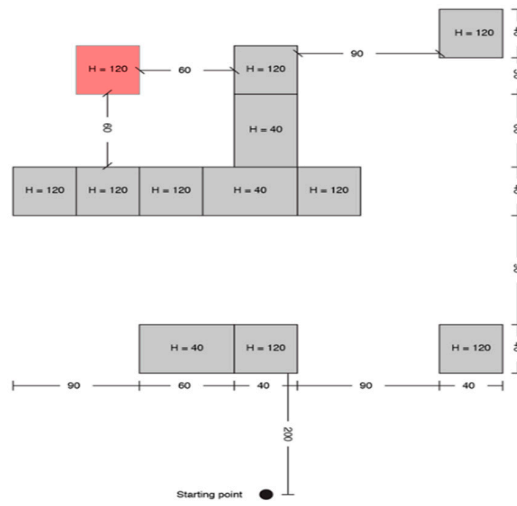 H = 120
H = 120
H = 120
90
60
60
H = 40
H = 120
H = 120
H = 120
H = 40
H = 120
H = 40
H = 120
H = 120
90
60
40
90
40
200
Starting point